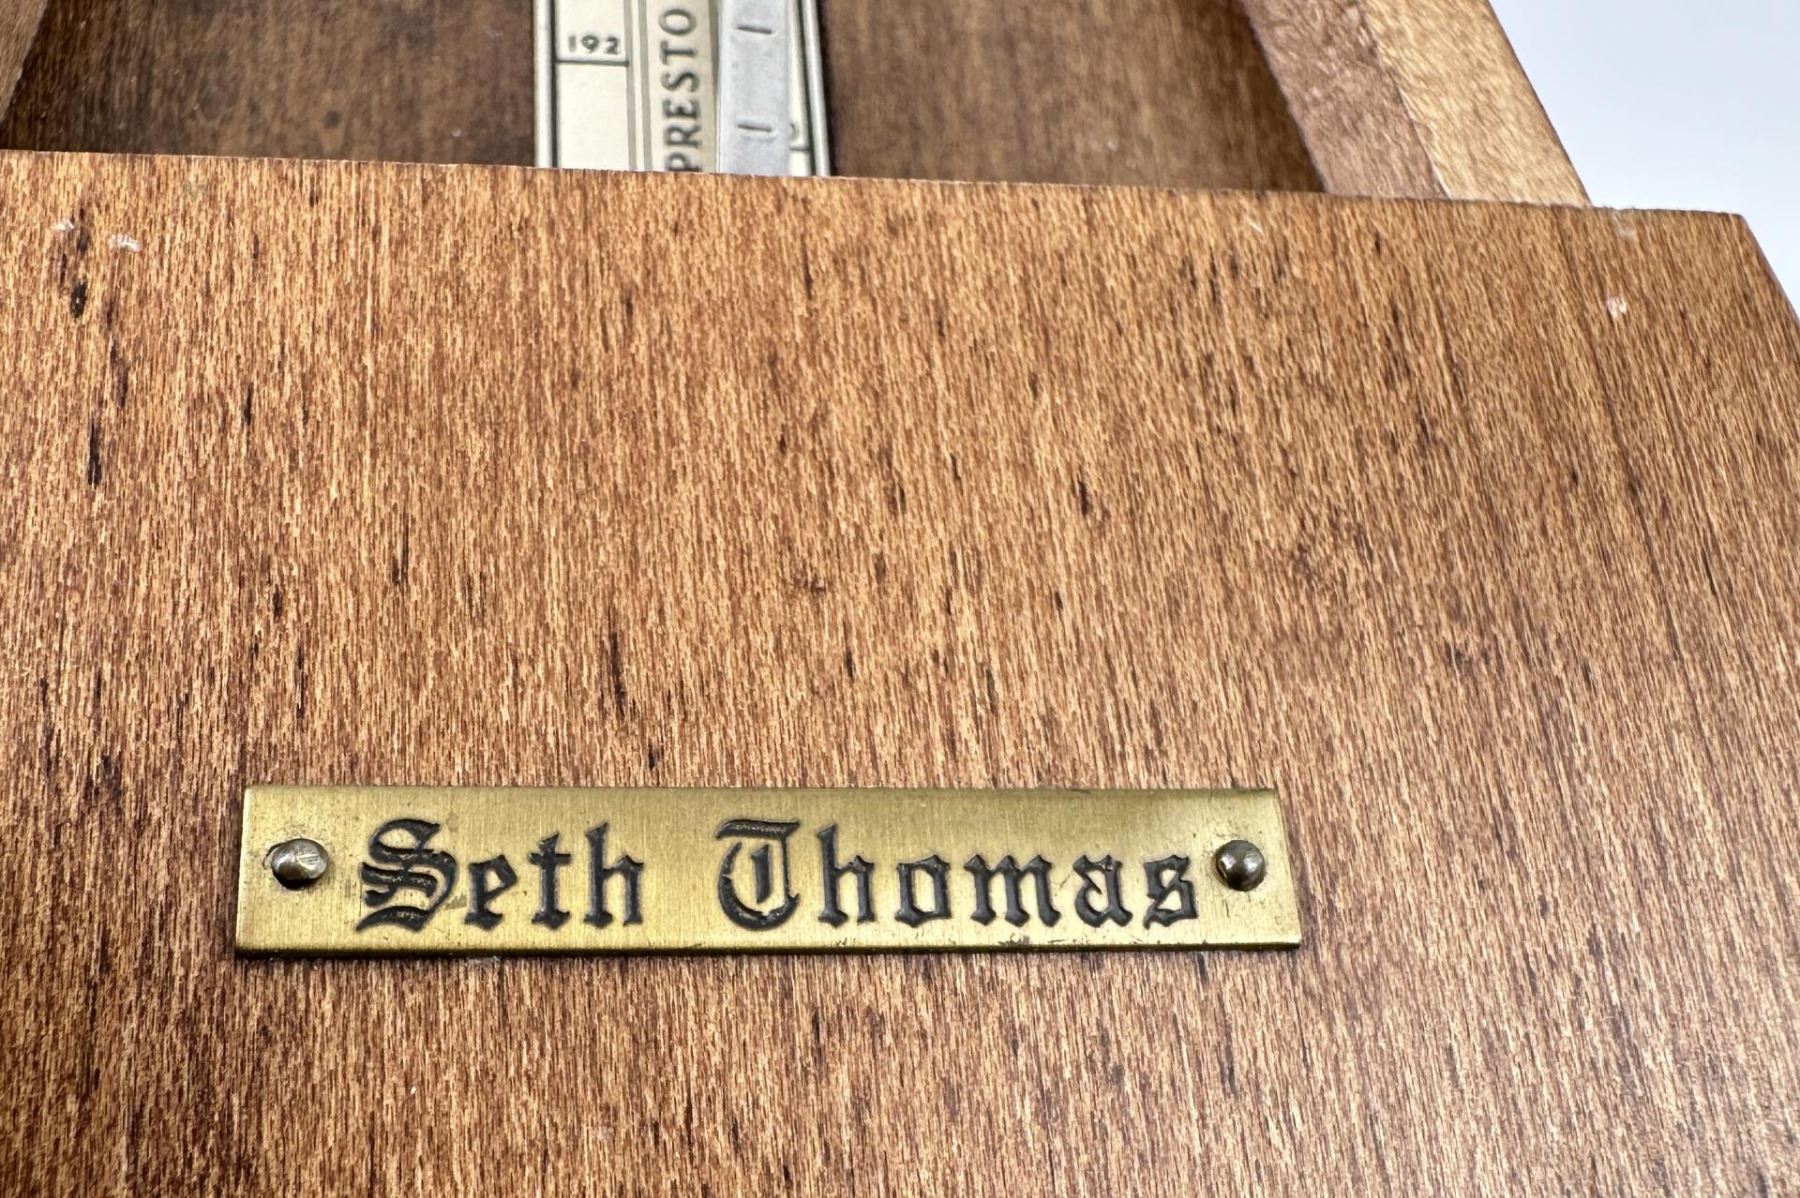 192
PRESTO
Seth Thomas